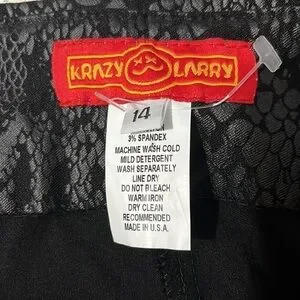 KRAZY LARRY
14
3% SPANDEX
MACHINE WASH COLD
MILD DETERGENT
WASH SEPARATELY
LINE DRY
DO NOT BLEACH
WARM IRON
DRY CLEAN
RECOMMENDED
MADE IN U.S.A.